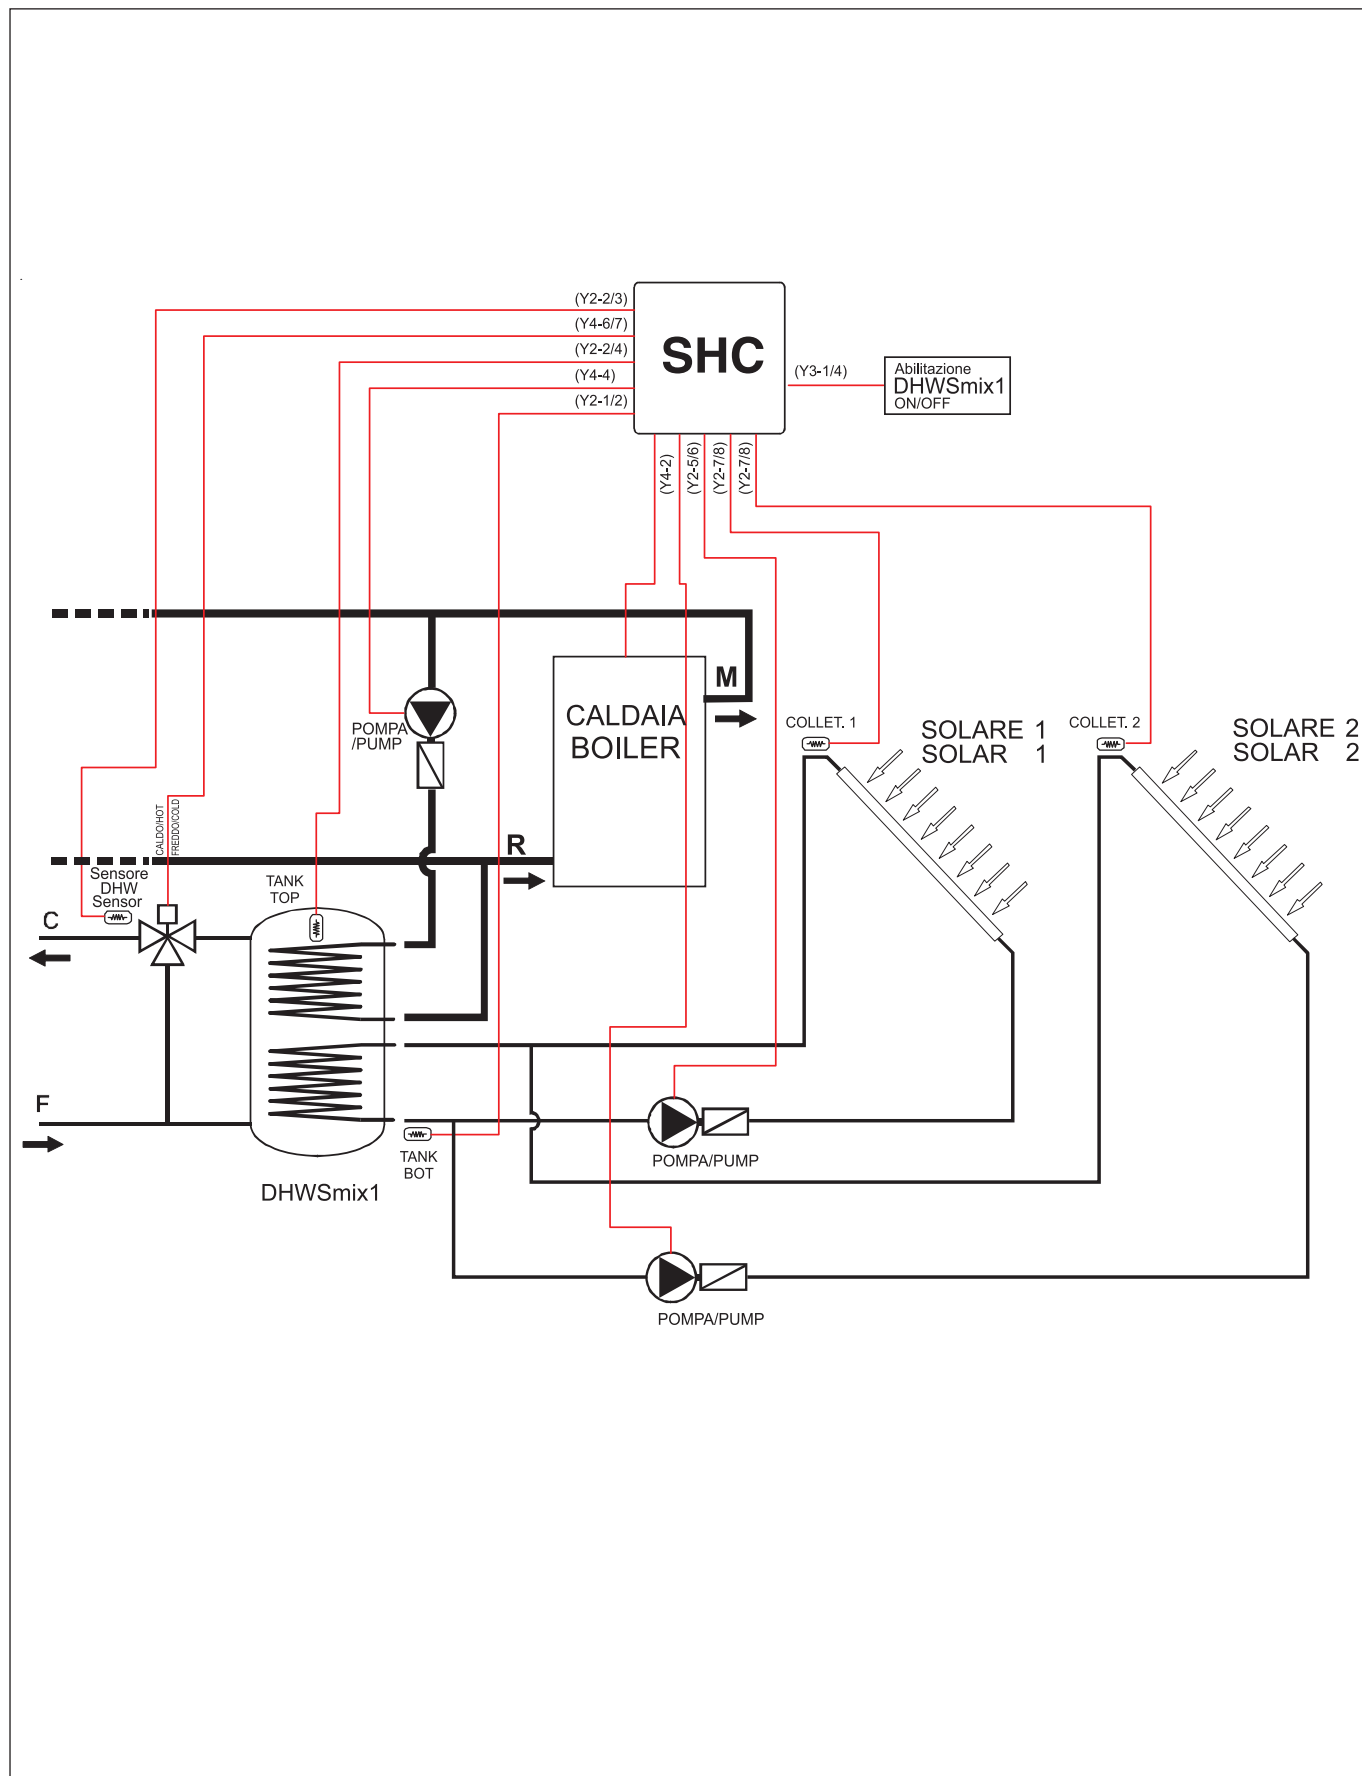 (Y2-2/3)
(Y4-6/7)
(Y2-2/4)
(Y4-4)
(Y2-1/2)
SHC
(Y3-1/4)
Abilitazione
DHWSmix1
ON/OFF
(Y4-2)
(Y2-5/6)
(Y2-7/8)
(Y2-7/8)
M
CALDAIA
BOILER
POMPA
/PUMP
COLLET. 1
SOLARE 1
SOLAR 1
COLLET. 2
SOLARE 2
SOLAR 2
CALDO/HOT
FREDDO/COLD
R
Sensore
DHW
Sensor
TANK
TOP
C
F
TANK
BOT
POMPA/PUMP
DHWSmix1
POMPA/PUMP